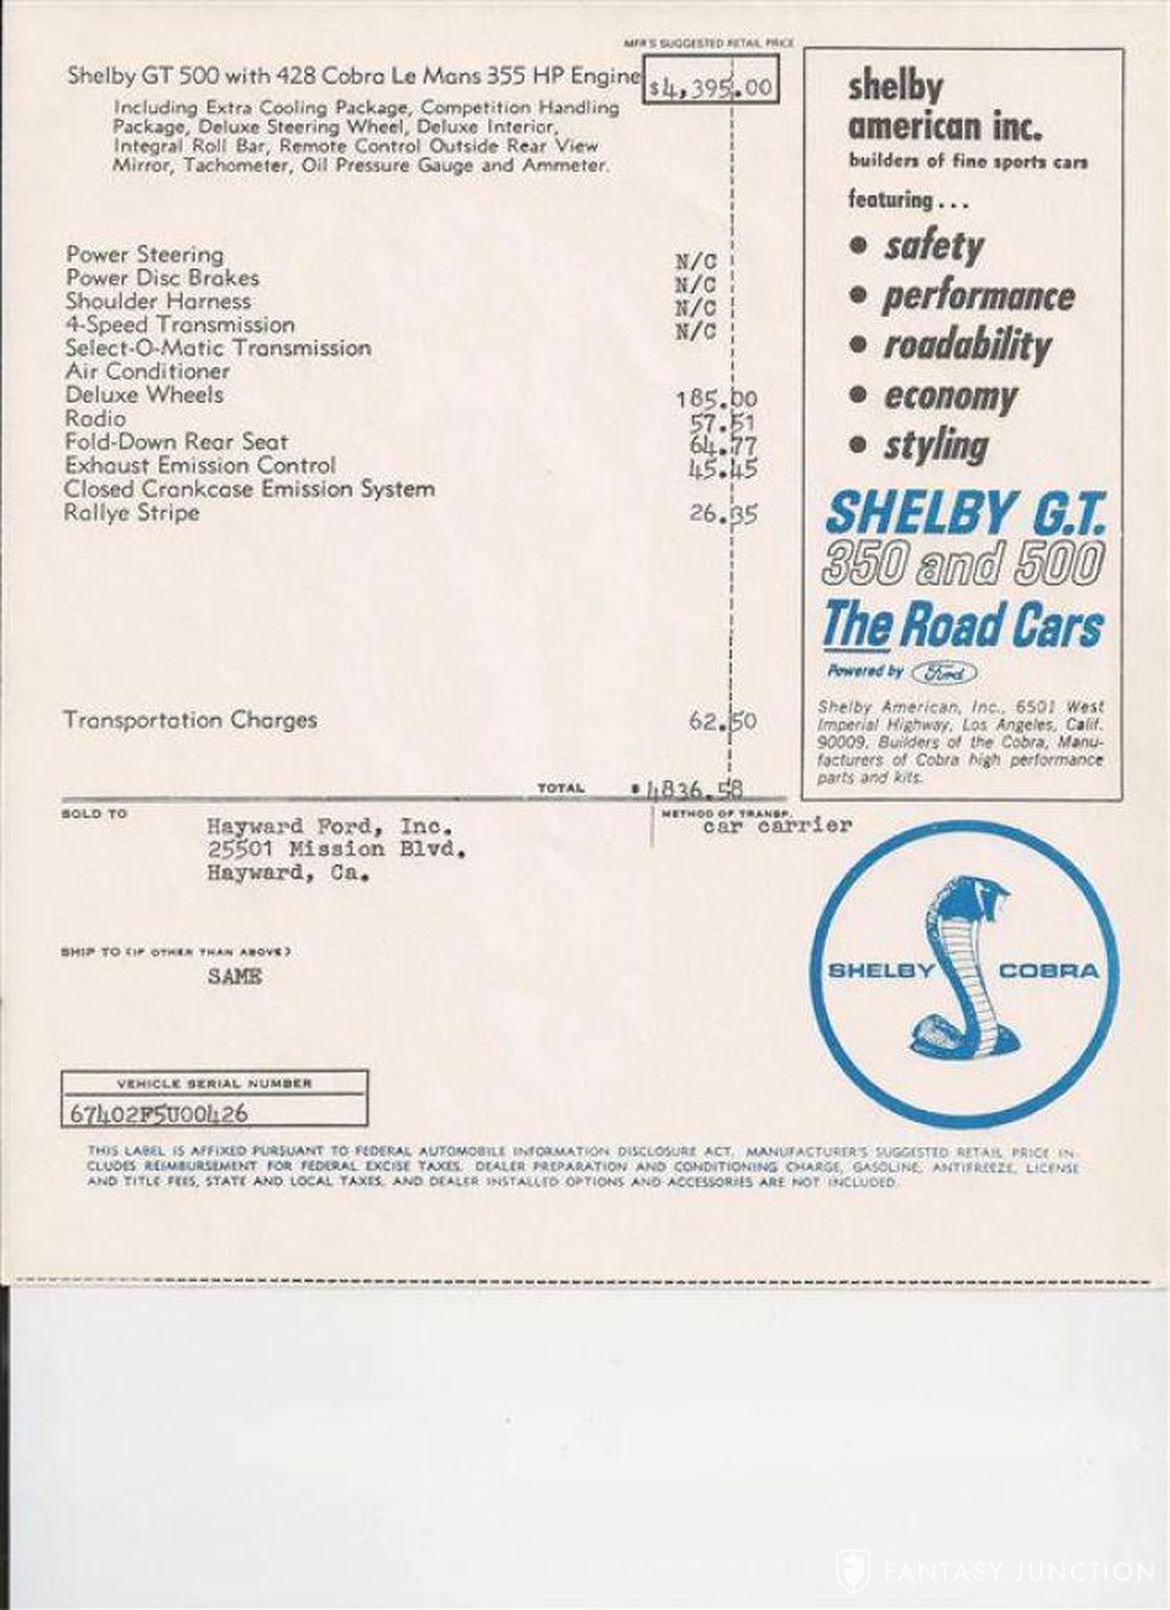 MFR'S SUGGESTED RETAIL PRICE
Shelby GT 500 with 428 Cobra Le Mans 355 HP Engine $4,395.00
Including Extra Cooling Package, Competition Handling
Package, Deluxe Steering Wheel, Deluxe Interior,
Integral Roll Bar, Remote Control Outside Rear View
Mirror, Tachometer, Oil Pressure Gauge and Ammeter.
Power Steering N/C
Power Disc Brakes N/C
Shoulder Harness N/C
4-Speed Transmission N/C
Select-O-Matic Transmission
Air Conditioner
Deluxe Wheels 185.00
Radio 57.51
Fold-Down Rear Seat 64.77
Exhaust Emission Control 45.45
Closed Crankcase Emission System
Rallye Stripe 26.35
Transportation Charges 62.50
TOTAL $4836.58
SOLD TO
Hayward Ford, Inc.
25501 Mission Blvd.
Hayward, Ca.
METHOD OF TRANSP.
car carrier
SHIP TO (IF OTHER THAN ABOVE)
SAME
VEHICLE SERIAL NUMBER
67402F5U00426
shelby
american inc.
builders of fine sports cars
featuring...
• safety
• performance
• roadability
• economy
• styling
SHELBY G.T.
350 and 500
The Road Cars
Powered by Ford
Shelby American, Inc., 6501 West
Imperial Highway, Los Angeles, Calif.
90009, Builders of the Cobra, Manu-
facturers of Cobra high performance
parts and kits.
SHELBY COBRA
THIS LABEL IS AFFIXED PURSUANT TO FEDERAL AUTOMOBILE INFORMATION DISCLOSURE ACT. MANUFACTURER'S SUGGESTED RETAIL PRICE IN-
CLUDES REIMBURSEMENT FOR FEDERAL EXCISE TAXES. DEALER PREPARATION AND CONDITIONING CHARGE, GASOLINE, ANTIFREEZE, LICENSE
AND TITLE FEES, STATE AND LOCAL TAXES, AND DEALER INSTALLED OPTIONS AND ACCESSORIES ARE NOT INCLUDED.
FANTASY JUNCTION